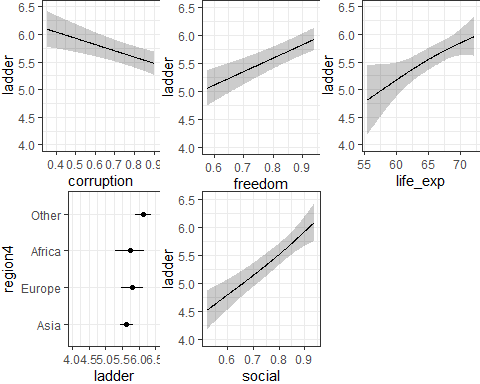 6.5 6.5 6.5
6.0 6.0 6.0
5.5 5.5 5.5
5.0 5.0 5.0
4.5 4.5 4.5
4.0 4.0 4.0
ladder ladder ladder
0.4 0.5 0.6 0.7 0.8 0.9 0.6 0.7 0.8 0.9 55 60 65 70
corruption freedom life_exp
region4
Other
Africa
Europe
Asia
4.04.55.05.56.06.5
ladder
ladder
6.5
6.0
5.5
5.0
4.5
4.0
0.6 0.7 0.8 0.9
social